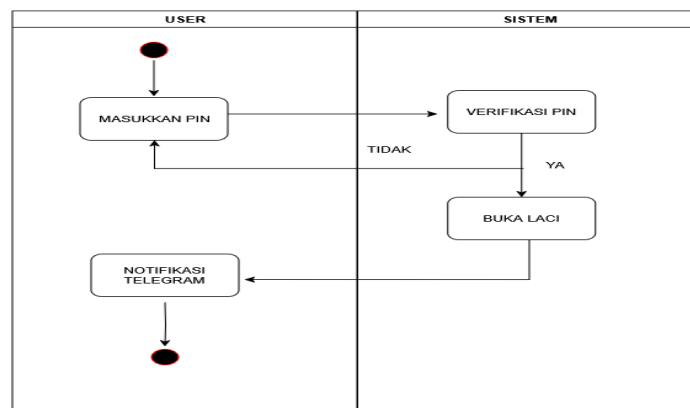 USER
SISTEM
MASUKKAN PIN
VERIFIKASI PIN
TIDAK
YA
BUKA LACI
NOTIFIKASI
TELEGRAM